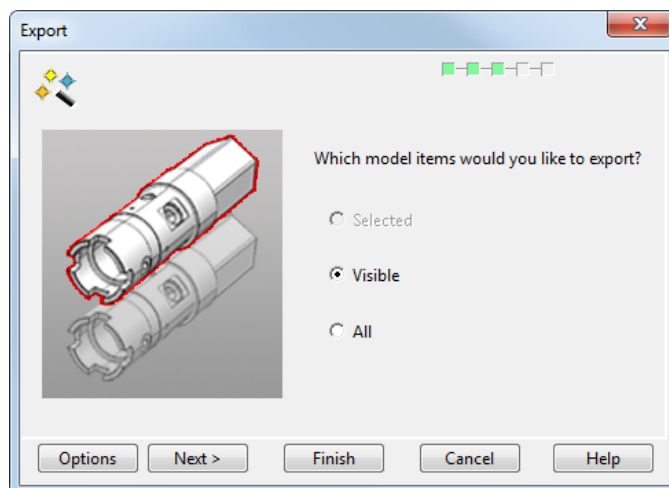 Export
Which model items would you like to export?
Selected
Visible
All
Options Next > Finish Cancel Help